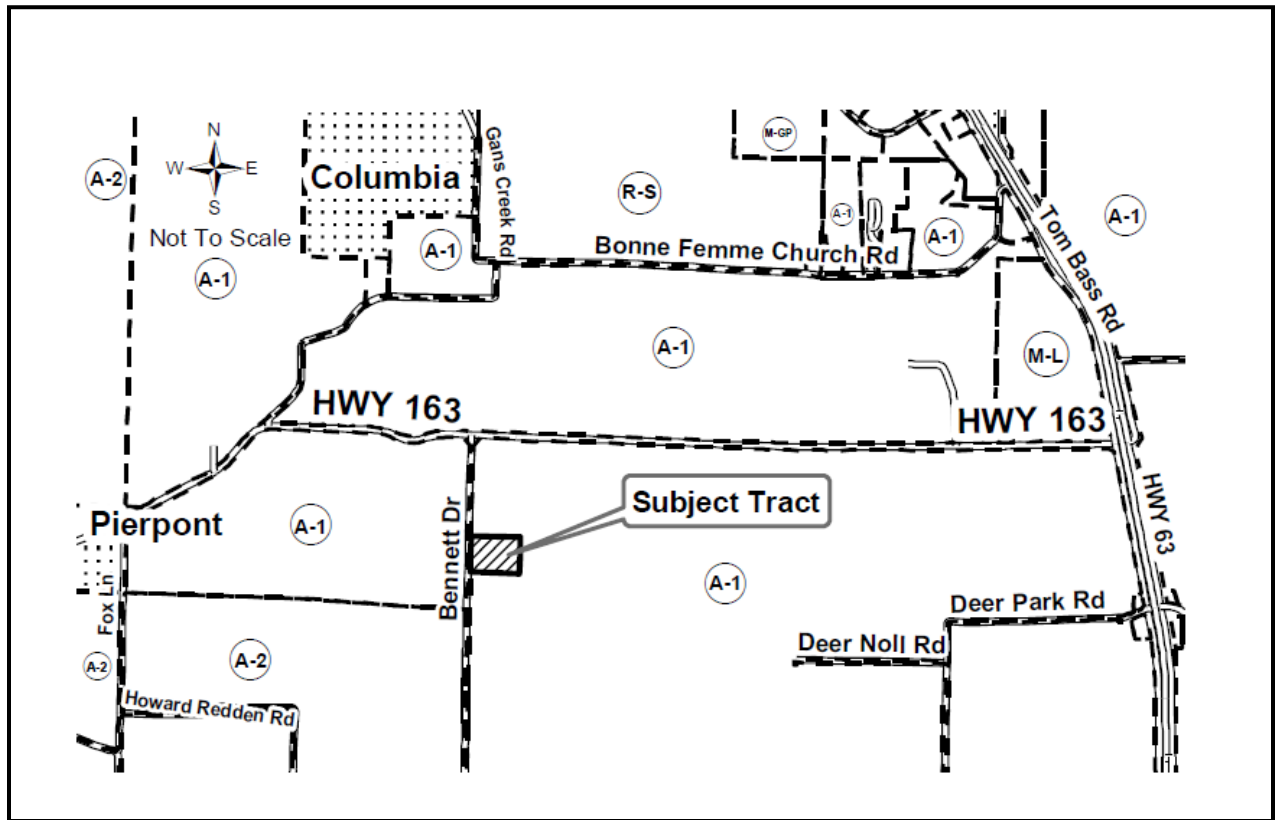 N
W E
S
Not To Scale
A-2
A-1
Columbia
A-1
Gans Creek Rd
R-S
M-GP
A-1
A-1
A-1
Bonne Femme Church Rd
Tom Bass Rd
A-1
M-L
HWY 163
HWY 163
HWY 63
Pierpont
A-1
Bennett Dr
Subject Tract
A-1
Fox Ln
A-2
A-2
Howard Redden Rd
Deer Park Rd
Deer Noll Rd